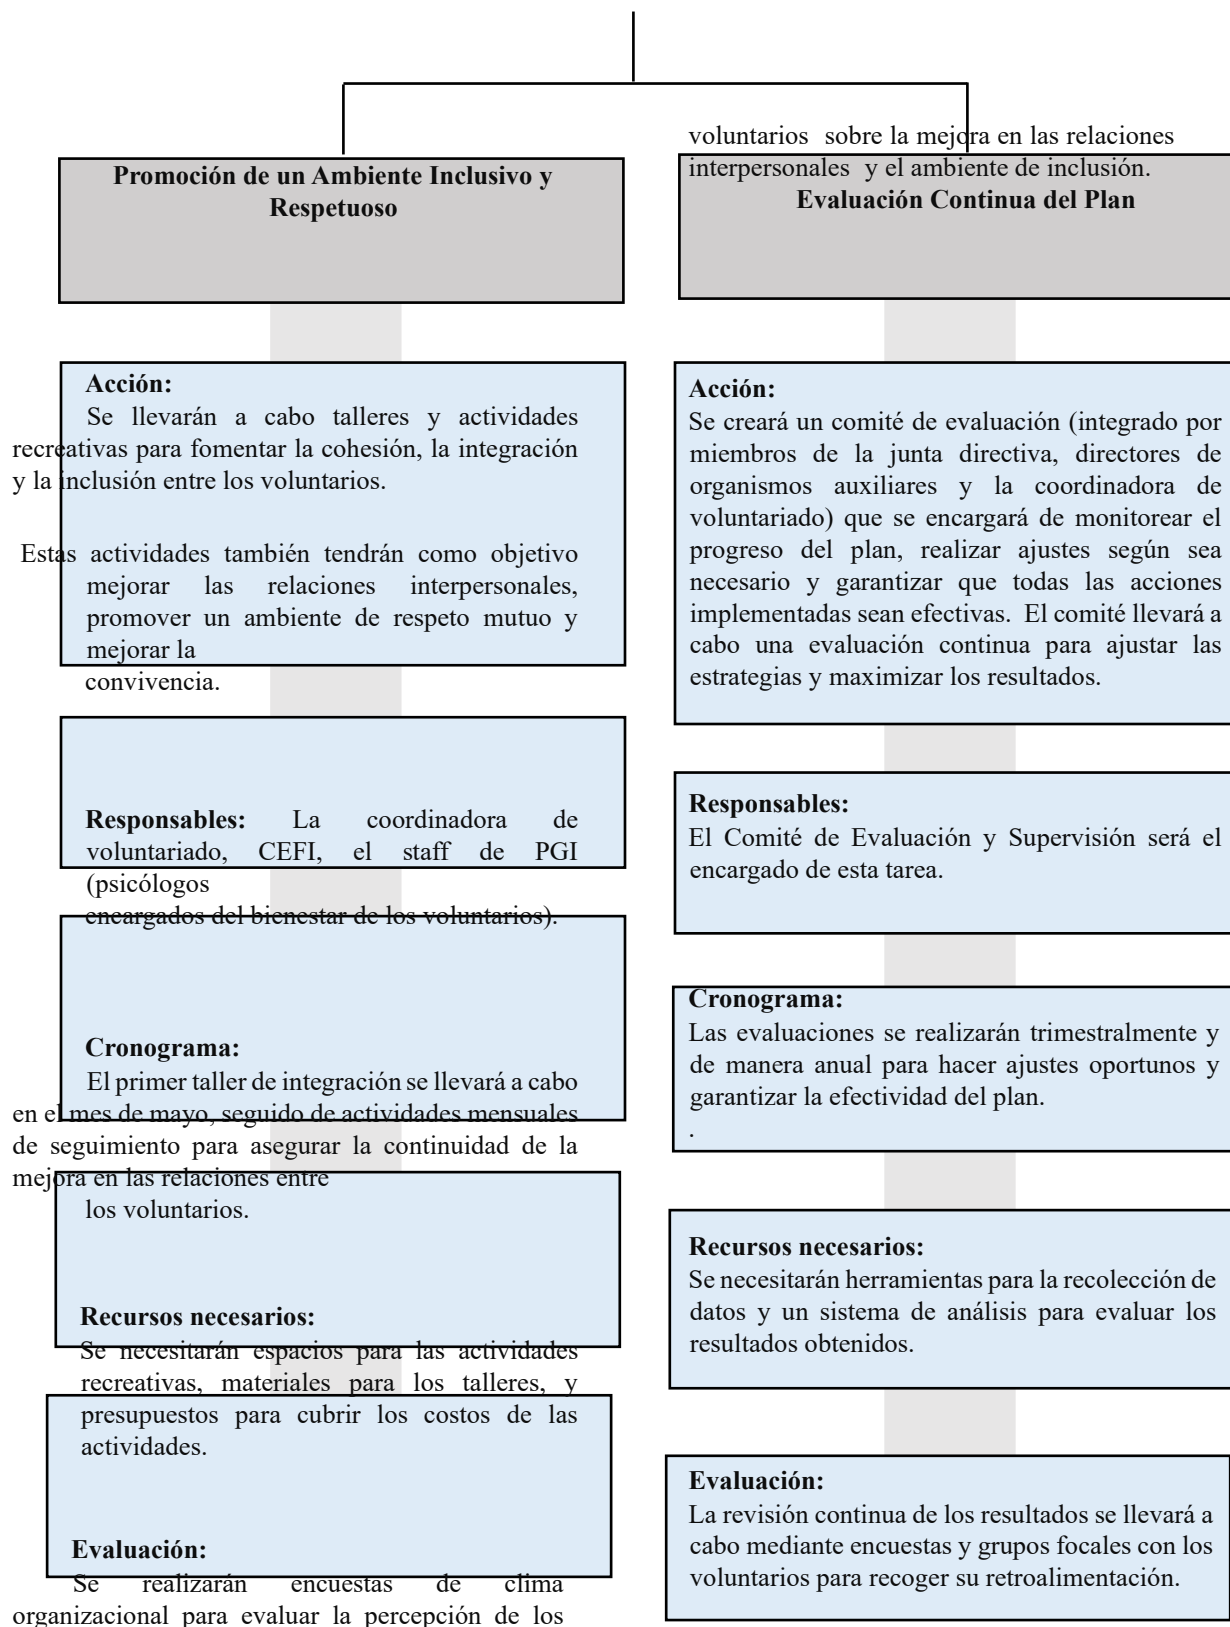 Promoción de un Ambiente Inclusivo y
Respetuoso
Acción:
Se llevarán a cabo talleres y actividades
recreativas para fomentar la cohesión, la integración
y la inclusión entre los voluntarios.
Estas actividades también tendrán como objetivo
mejorar las relaciones interpersonales,
promover un ambiente de respeto mutuo y
mejorar la
convivencia.
Responsables: La coordinadora de
voluntariado, CEFI, el staff de PGI
(psicólogos
encargados del bienestar de los voluntarios).
Cronograma:
El primer taller de integración se llevará a cabo
en el mes de mayo, seguido de actividades mensuales
de seguimiento para asegurar la continuidad de la
mejora en las relaciones entre
los voluntarios.
Recursos necesarios:
Se necesitarán espacios para las actividades
recreativas, materiales para los talleres, y
presupuestos para cubrir los costos de las
actividades.
Evaluación:
Se realizarán encuestas de clima
organizacional para evaluar la percepción de los
voluntarios sobre la mejora en las relaciones
interpersonales y el ambiente de inclusión.
Evaluación Continua del Plan
Acción:
Se creará un comité de evaluación (integrado por
miembros de la junta directiva, directores de
organismos auxiliares y la coordinadora de
voluntariado) que se encargará de monitorear el
progreso del plan, realizar ajustes según sea
necesario y garantizar que todas las acciones
implementadas sean efectivas. El comité llevará a
cabo una evaluación continua para ajustar las
estrategias y maximizar los resultados.
Responsables:
El Comité de Evaluación y Supervisión será el
encargado de esta tarea.
Cronograma:
Las evaluaciones se realizarán trimestralmente y
de manera anual para hacer ajustes oportunos y
garantizar la efectividad del plan.
.
Recursos necesarios:
Se necesitarán herramientas para la recolección de
datos y un sistema de análisis para evaluar los
resultados obtenidos.
Evaluación:
La revisión continua de los resultados se llevará a
cabo mediante encuestas y grupos focales con los
voluntarios para recoger su retroalimentación.